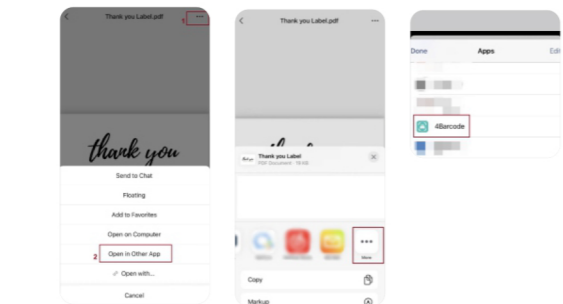 Thank you Label.pdf
1
thank you
Send to Chat
Floating
Add to Favorites
Open on Computer
2
Open in Other App
Open with...
Cancel
Thank you Label.pdf
Thank you Label
PDF Document · 78 KB
More
Copy
Markup
Done
Apps
Edit
4Barcode